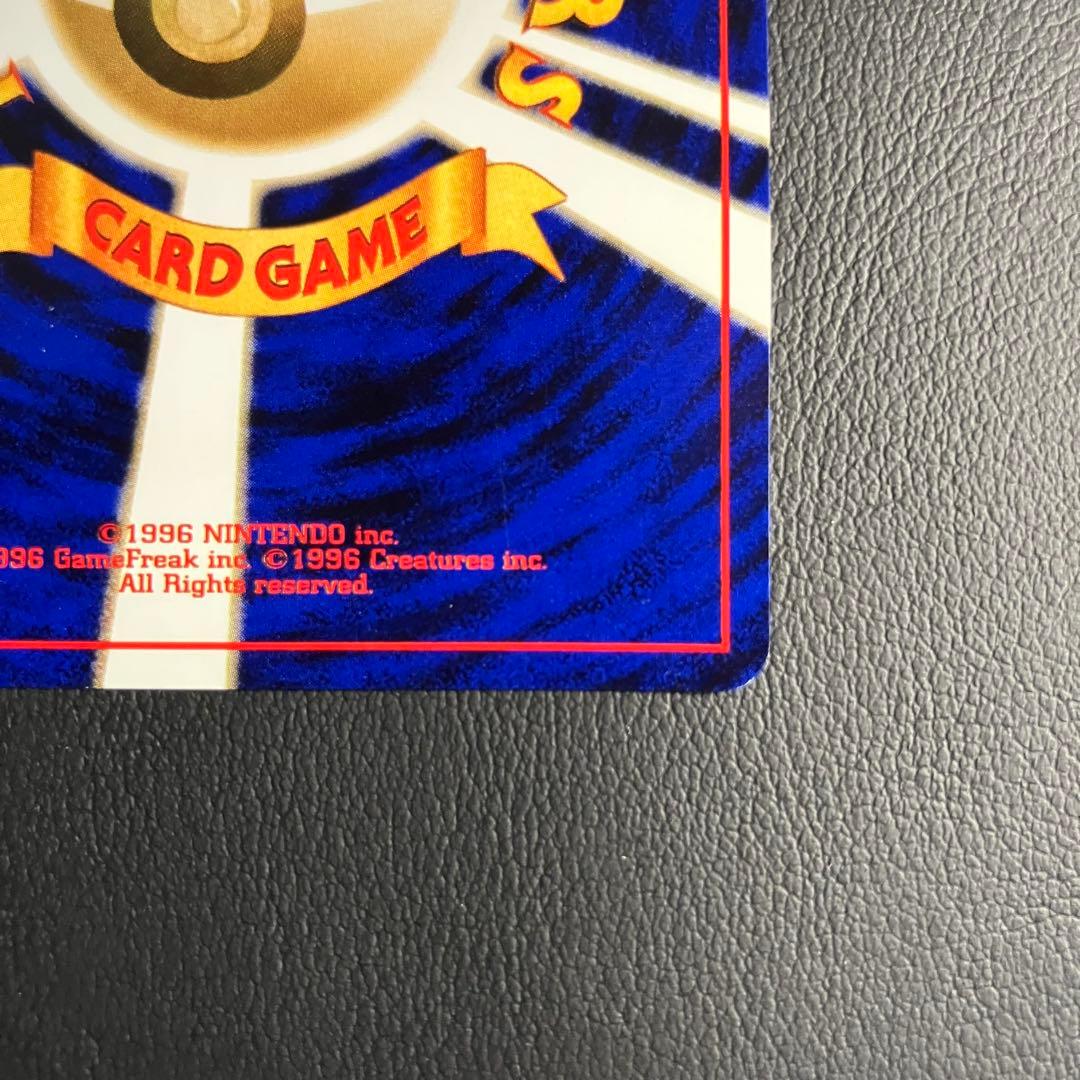 S
CARD GAME
©1996 NINTENDO inc.
996 GameFreak inc. ©1996 Creatures inc.
All Rights reserved.